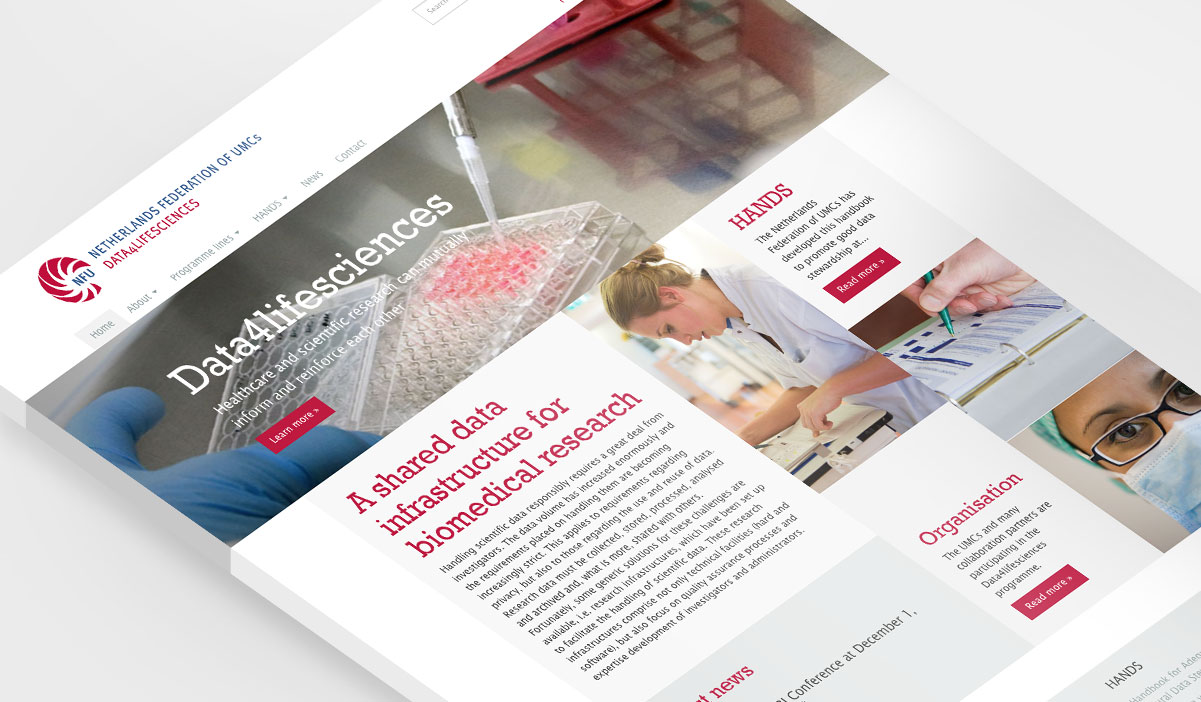 Search
NETHERLANDS FEDERATION OF UMCs
DATA4LIFESCIENCES
NFU
Home
About
Programme lines
HANDS
News
Contact
Data4lifesciences
Healthcare and scientific research can mutually
inform and reinforce each other
Learn more »
A shared data
infrastructure for
biomedical research
Handling scientific data responsibly requires a great deal from
investigators. The data volume has increased enormously and
the requirements placed on handling them are becoming
increasingly strict. This applies to requirements regarding
privacy, but also to those regarding the use and reuse of data.
Research data must be collected, stored, processed, analysed
and archived and, what is more, shared with others.
Fortunately, some generic solutions for these challenges are
available, i.e. research infrastructures, which have been set up
to facilitate the handling of scientific data. These research
infrastructures comprise not only technical facilities (hard and
software), but also focus on quality assurance processes and
expertise development of investigators and administrators.
HANDS
The Netherlands
Federation of UMCs has
developed this handbook
to promote good data
stewardship at...
Read more »
Organisation
The UMCs and many
collaboration partners are
participating in the
Data4lifesciences
programme.
Read more »
news
Conference at December 1,
HANDS
Handbook for
Data